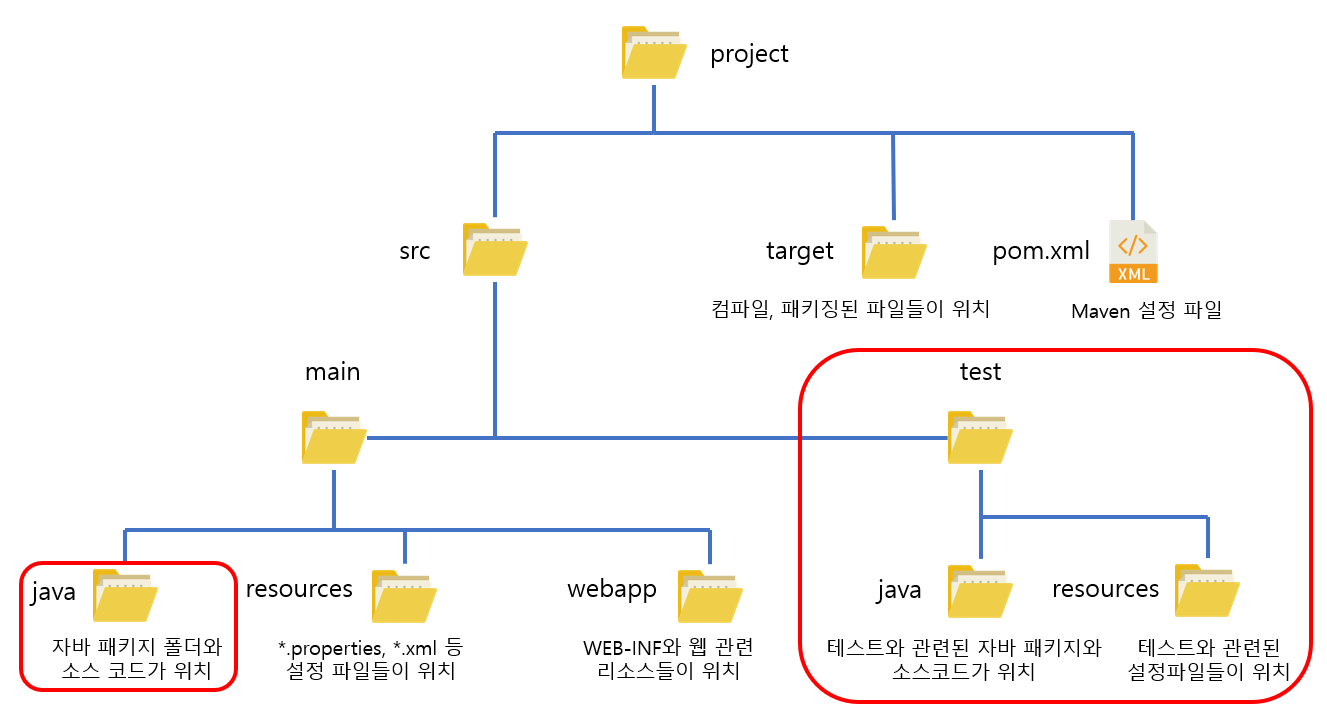 project
src
target
pom.xml
XML
컴파일, 패키징된 파일들이 위치
Maven 설정 파일
main
test
java
resources
webapp
java
resources
자바 패키지 폴더와
소스 코드가 위치
*.properties, *.xml 등
설정 파일들이 위치
WEB-INF와 웹 관련
리소스들이 위치
테스트와 관련된 자바 패키지와
소스코드가 위치
테스트와 관련된
설정파일들이 위치